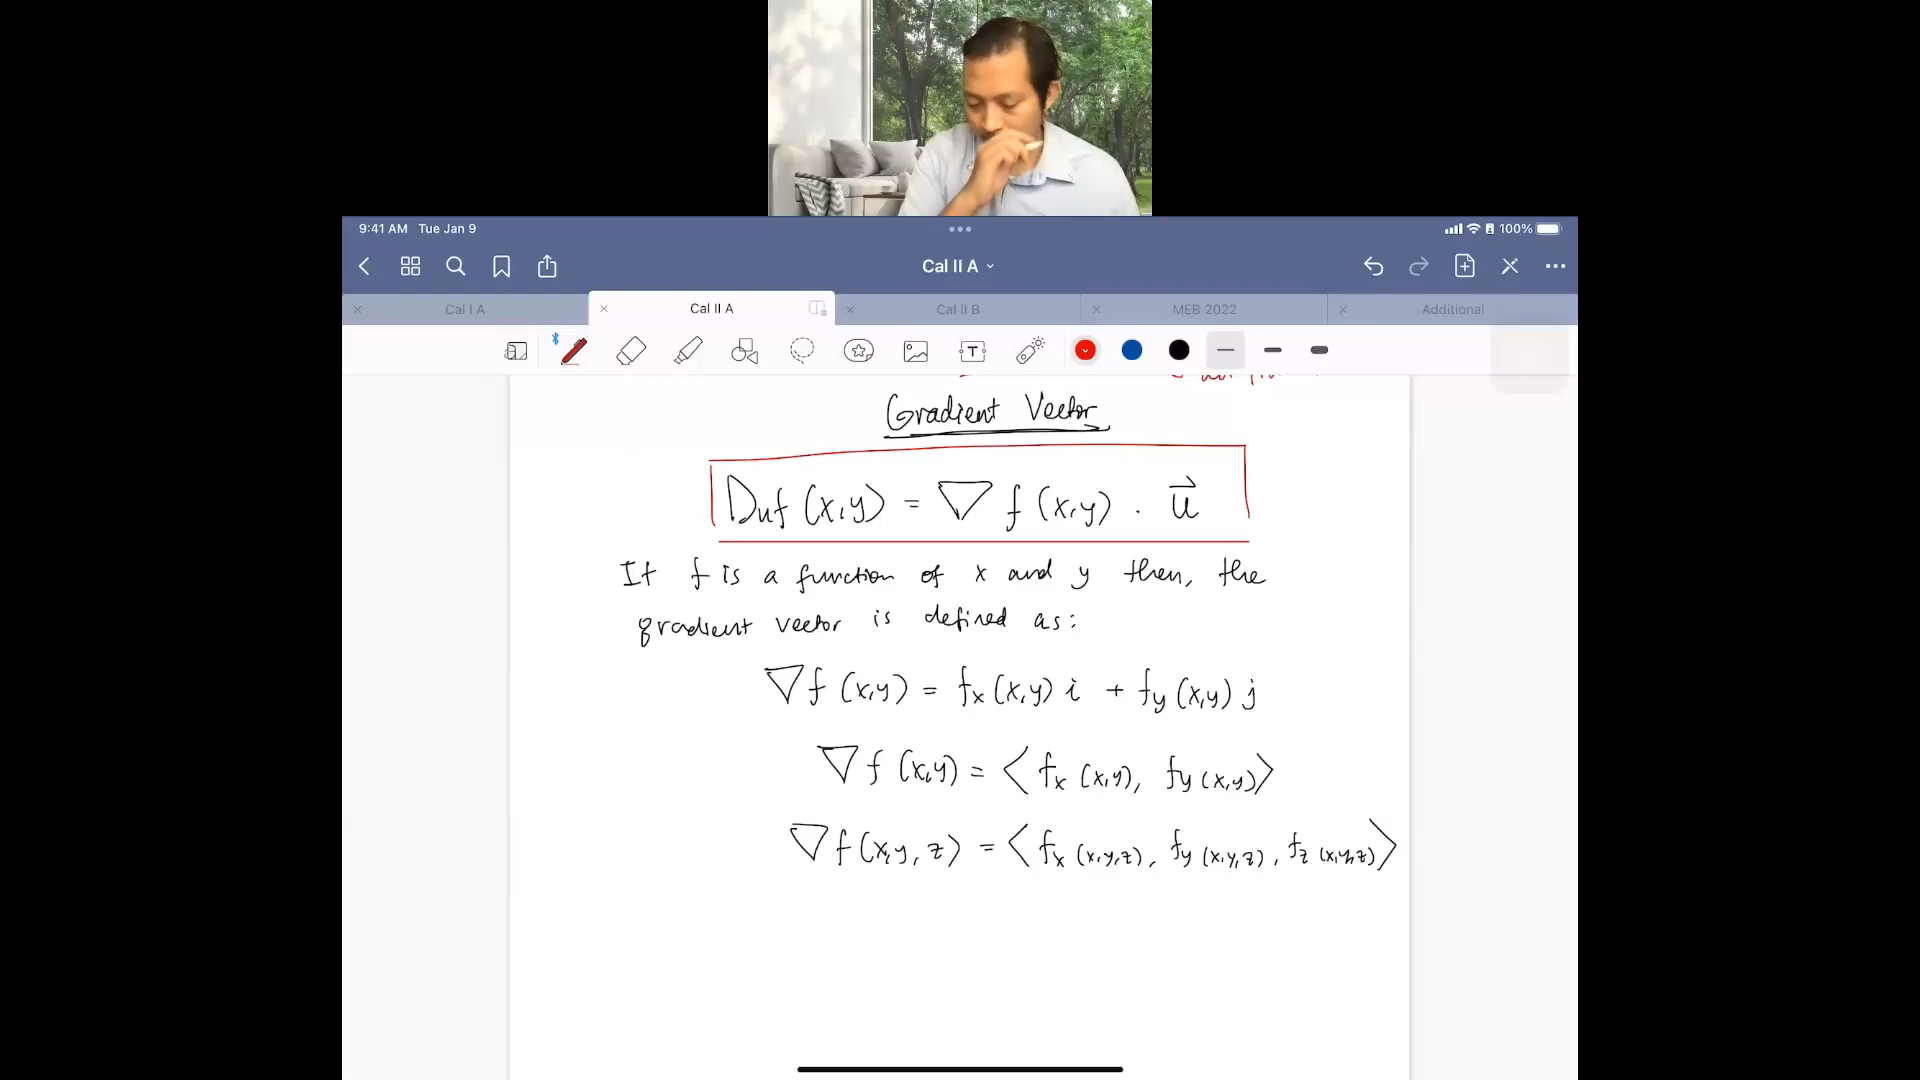 9:41 AM Tue Jan 9
100%
Cal II A
Cal I A
Cal II A
Cal II B
MEB 2022
Additional
T
Gradient Vector
Duf (x,y) = ∇ f (x,y) · u⃗
If f is a function of x and y then, the
gradient vector is defined as:
∇f (x,y) = fx (x,y) i + fy (x,y) j
∇ f (x,y) = ⟨ fx (x,y), fy (x,y) ⟩
∇ f (x,y,z) = ⟨ fx (x,y,z), fy (x,y,z), fz (x,y,z) ⟩